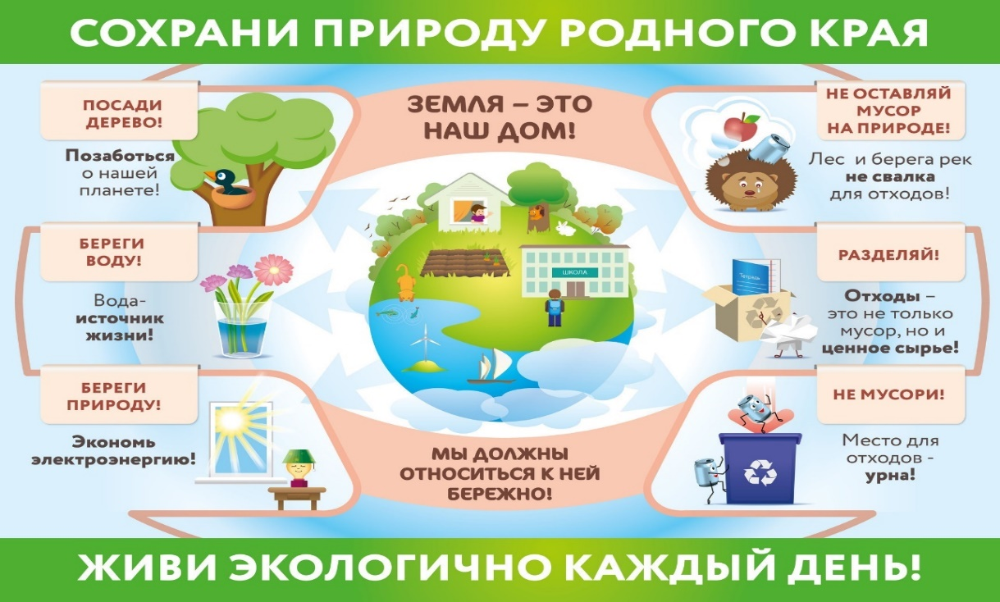 СОХРАНИ ПРИРОДУ РОДНОГО КРАЯ
ЗЕМЛЯ – ЭТО
НАШ ДОМ!
ПОСАДИ
ДЕРЕВО!
Позаботься
о нашей
планете!
БЕРЕГИ
ВОДУ!
Вода-
источник
жизни!
БЕРЕГИ
ПРИРОДУ!
Экономь
электроэнергию!
ШКОЛА
НЕ ОСТАВЛЯЙ
МУСОР
НА ПРИРОДЕ!
Лес и берега рек
не свалка
для отходов!
РАЗДЕЛЯЙ!
Тетрадь
Отходы –
это не только
мусор, но и
ценное сырье!
НЕ МУСОРИ!
Место для
отходов -
урна!
МЫ ДОЛЖНЫ
ОТНОСИТЬСЯ К НЕЙ
БЕРЕЖНО!
ЖИВИ ЭКОЛОГИЧНО КАЖДЫЙ ДЕНЬ!